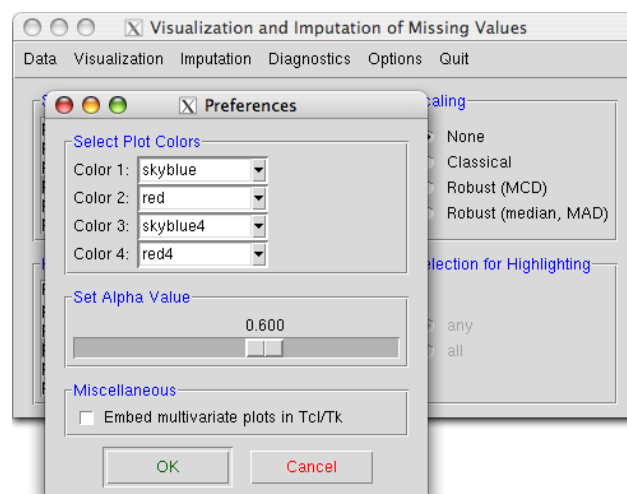 Visualization and Imputation of Missing Values
Data Visualization Imputation Diagnostics Options Quit
Preferences
Select Plot Colors
Color 1: skyblue
Color 2: red
Color 3: skyblue4
Color 4: red4
Set Alpha Value
0.600
Miscellaneous
Embed multivariate plots in Tcl/Tk
OK Cancel
None
Classical
Robust (MCD)
Robust (median, MAD)
for Highlighting
any
all